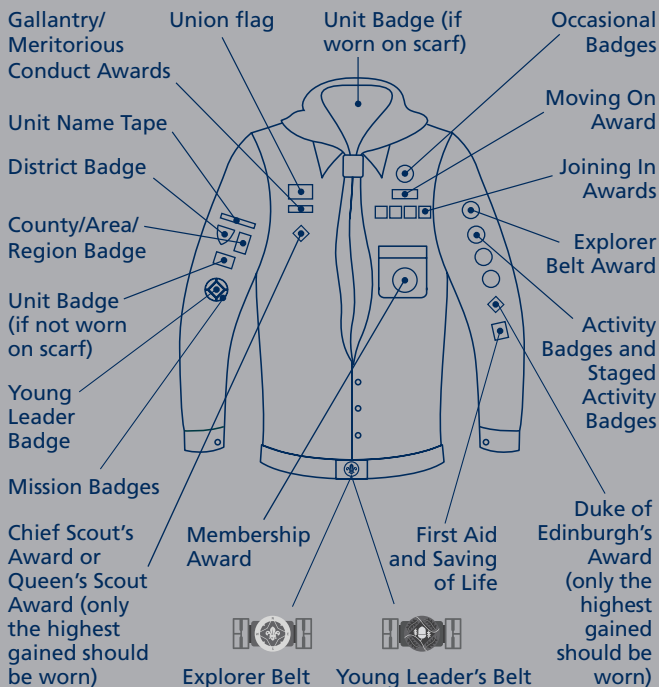 Gallantry/
Meritorious
Conduct Awards
Union flag
Unit Badge (if
worn on scarf)
Occasional
Badges
Moving On
Award
Unit Name Tape
District Badge
Joining In
Awards
County/Area/
Region Badge
Explorer
Belt Award
Unit Badge
(if not worn
on scarf)
Activity
Badges and
Staged
Activity
Badges
Young
Leader
Badge
Mission Badges
Chief Scout's
Award or
Queen's Scout
Award (only
the highest
gained should
be worn)
Membership
Award
First Aid
and Saving
of Life
Duke of
Edinburgh's
Award
(only the
highest
gained
should be
worn)
Explorer Belt
Young Leader's Belt